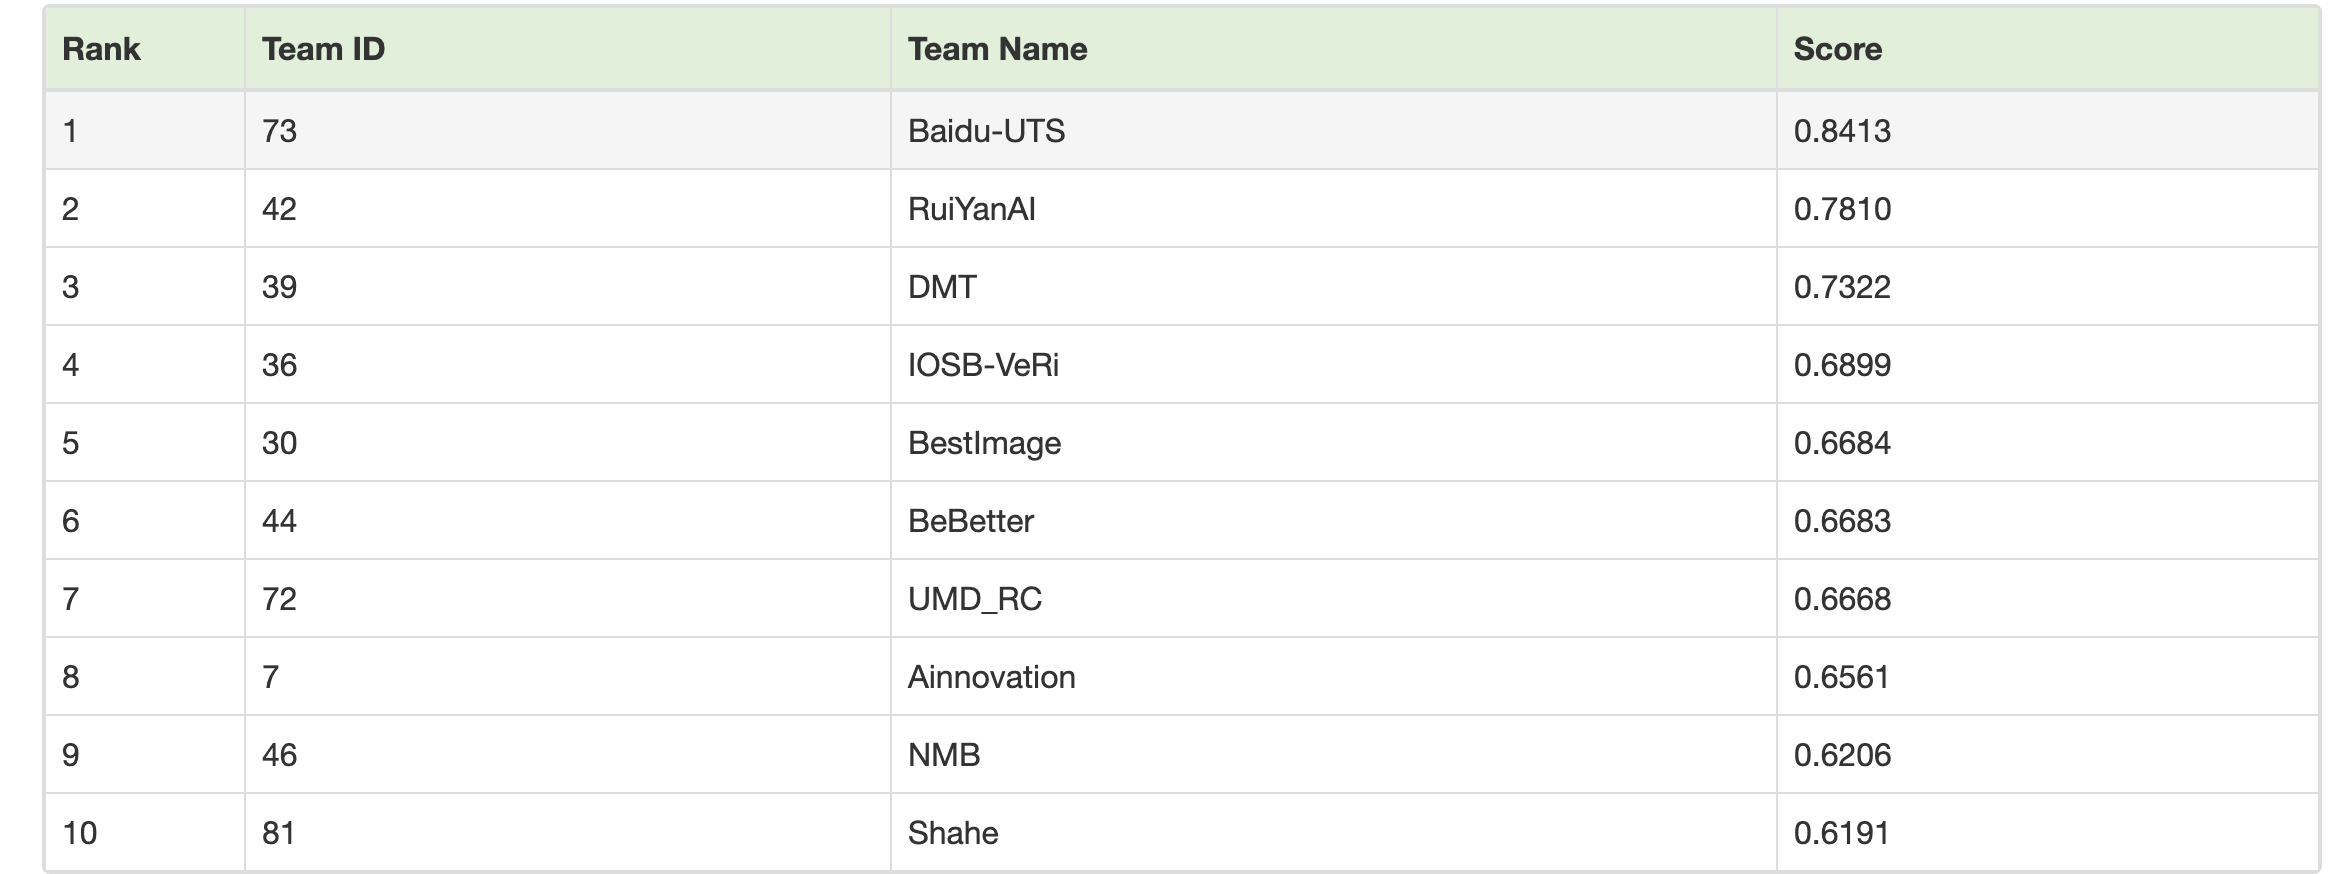 Rank Team ID Team Name Score
1 73 Baidu-UTS 0.8413
2 42 RuiYanAI 0.7810
3 39 DMT 0.7322
4 36 IOSB-VeRi 0.6899
5 30 BestImage 0.6684
6 44 BeBetter 0.6683
7 72 UMD_RC 0.6668
8 7 Ainnovation 0.6561
9 46 NMB 0.6206
10 81 Shahe 0.6191